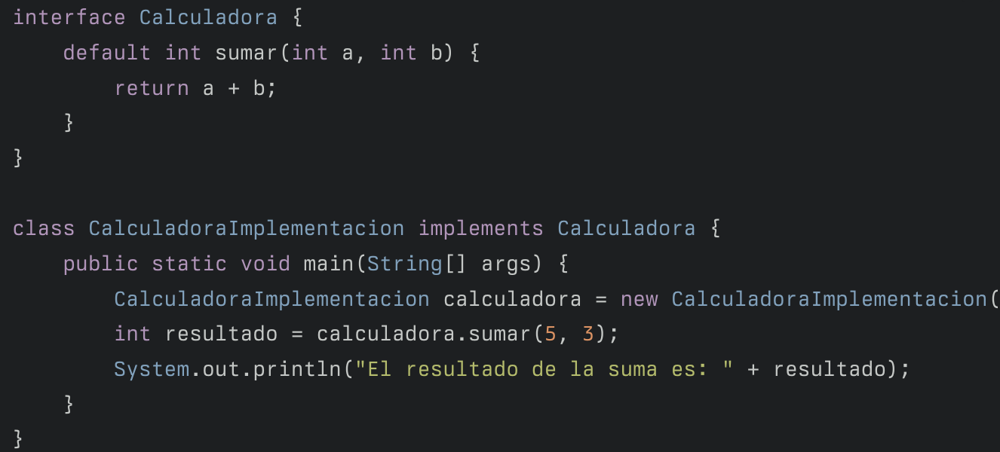 interface Calculadora {
    default int sumar(int a, int b) {
        return a + b;
    }
}

class CalculadoraImplementacion implements Calculadora {
    public static void main(String[] args) {
        CalculadoraImplementacion calculadora = new CalculadoraImplementacion(
        int resultado = calculadora.sumar(5, 3);
        System.out.println("El resultado de la suma es: " + resultado);
    }
}